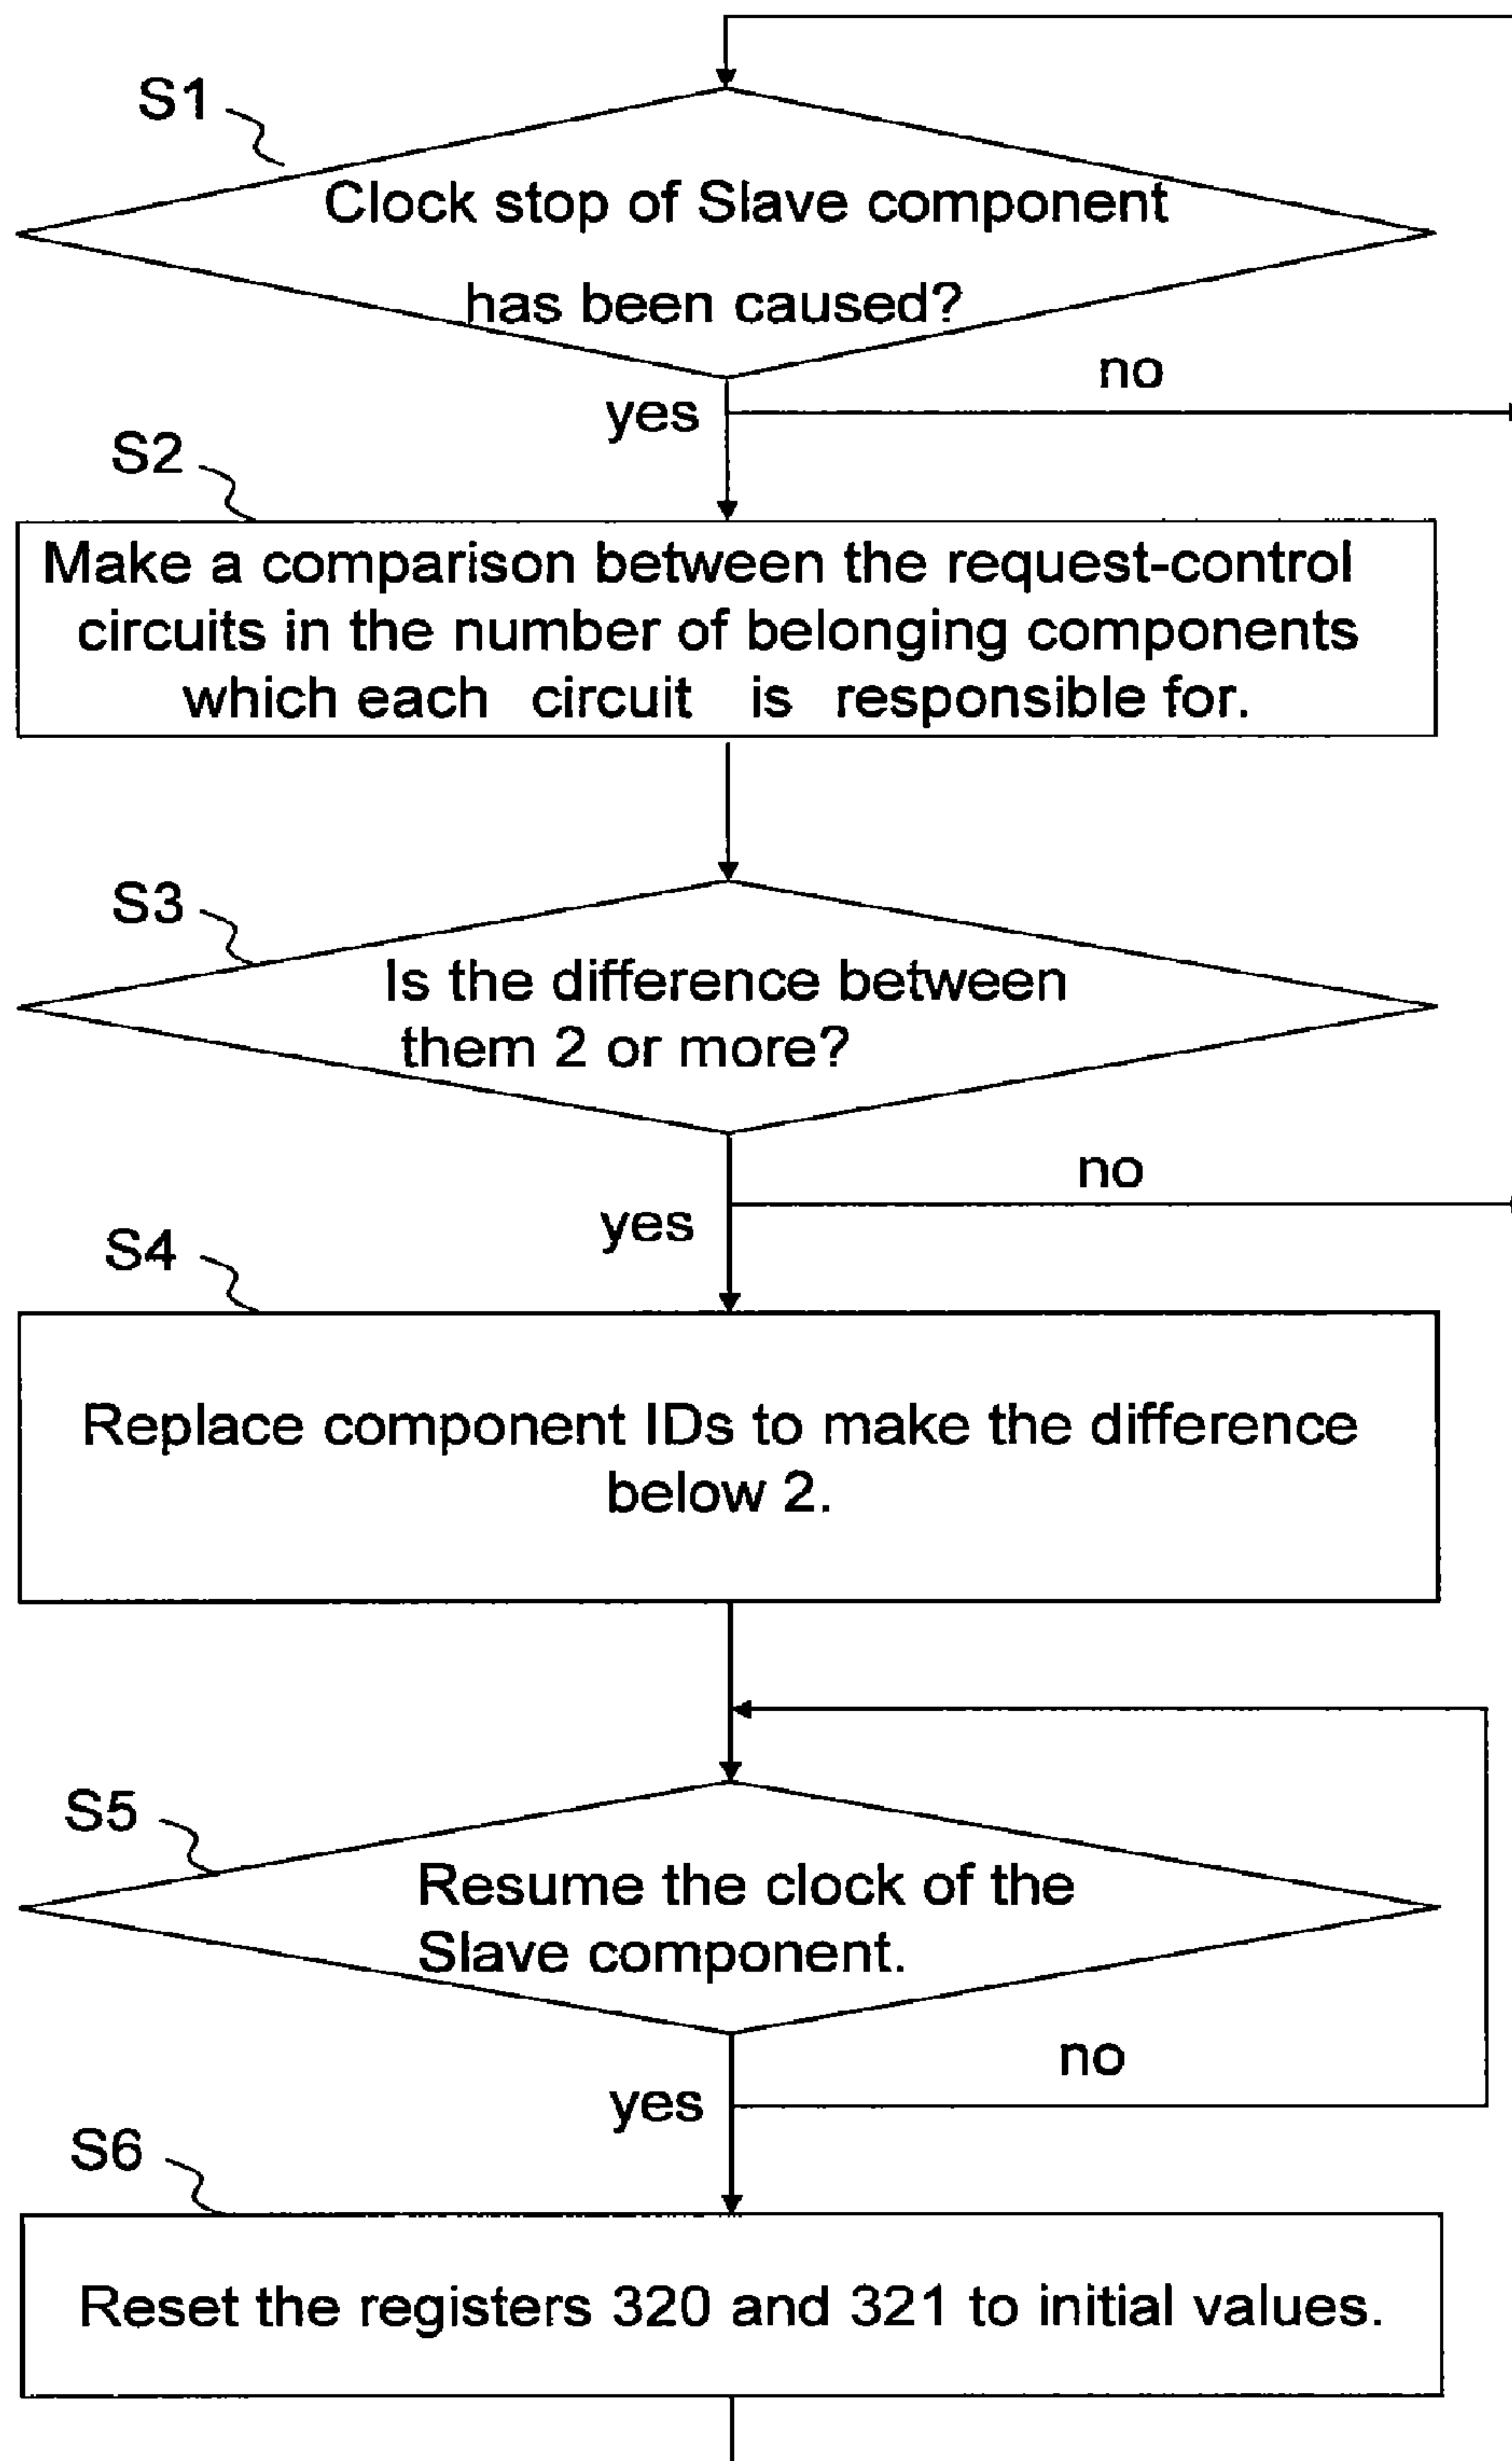 S1
Clock stop of Slave component
has been caused?
no
yes
S2
Make a comparison between the request-control
circuits in the number of belonging components
which each circuit is responsible for.
S3
Is the difference between
them 2 or more?
no
yes
S4
Replace component IDs to make the difference
below 2.
S5
Resume the clock of the
Slave component.
no
yes
S6
Reset the registers 320 and 321 to initial values.